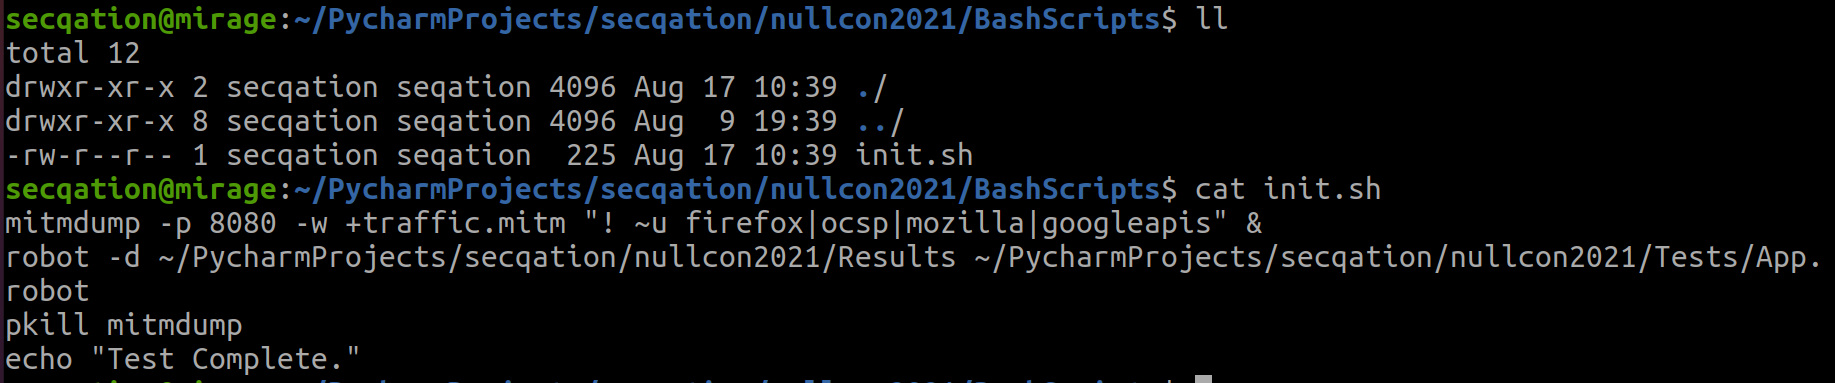 secqation@mirage:~/PycharmProjects/secqation/nullcon2021/BashScripts$ ll
total 12
drwxr-xr-x 2 secqation seqation 4096 Aug 17 10:39 ./
drwxr-xr-x 8 secqation seqation 4096 Aug  9 19:39 ../
-rw-r--r-- 1 secqation seqation  225 Aug 17 10:39 init.sh
secqation@mirage:~/PycharmProjects/secqation/nullcon2021/BashScripts$ cat init.sh
mitmdump -p 8080 -w +traffic.mitm "! ~u firefox|ocsp|mozilla|googleapis" &
robot -d ~/PycharmProjects/secqation/nullcon2021/Results ~/PycharmProjects/secqation/nullcon2021/Tests/App.
robot
pkill mitmdump
echo "Test Complete."